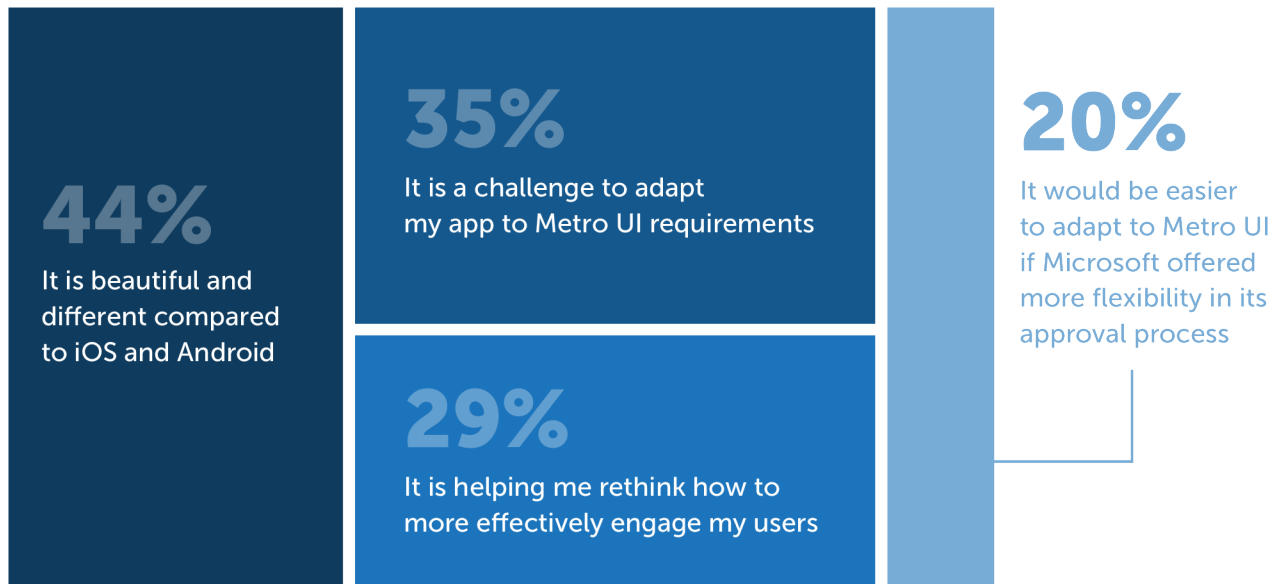 44%
It is beautiful and
different compared
to iOS and Android
35%
It is a challenge to adapt
my app to Metro UI requirements
29%
It is helping me rethink how to
more effectively engage my users
20%
It would be easier
to adapt to Metro UI
if Microsoft offered
more flexibility in its
approval process